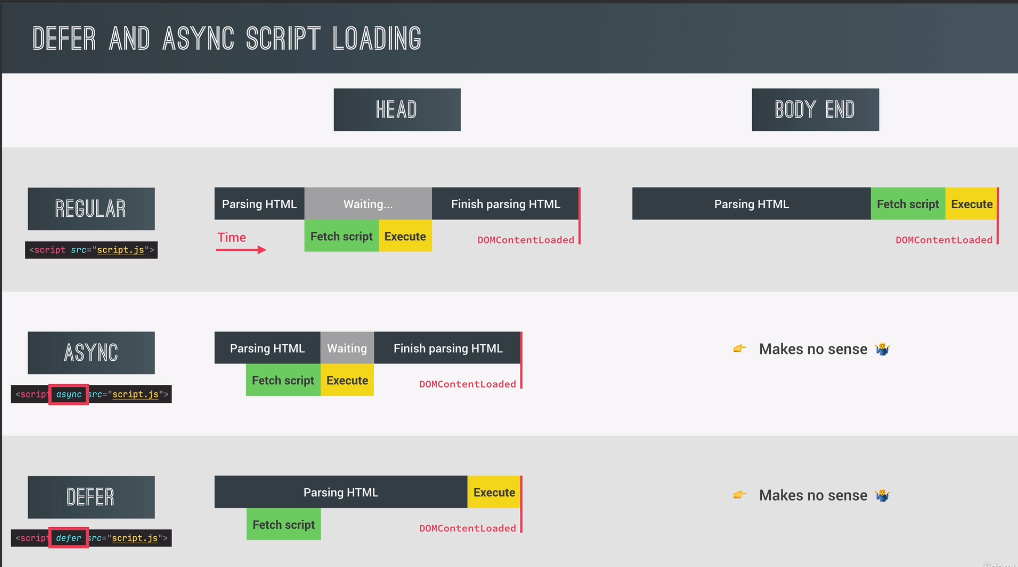 DEFER AND ASYNC SCRIPT LOADING
HEAD
BODY END
REGULAR
<script src="script.js">
Parsing HTML
Waiting...
Finish parsing HTML
Time
Fetch script
Execute
DOMContentLoaded
Parsing HTML
Fetch script
Execute
DOMContentLoaded
ASYNC
<script async src="script.js">
Parsing HTML
Waiting
Finish parsing HTML
Fetch script
Execute
DOMContentLoaded
👉 Makes no sense 🤷‍♂️
DEFER
<script defer src="script.js">
Parsing HTML
Execute
Fetch script
DOMContentLoaded
👉 Makes no sense 🤷‍♂️